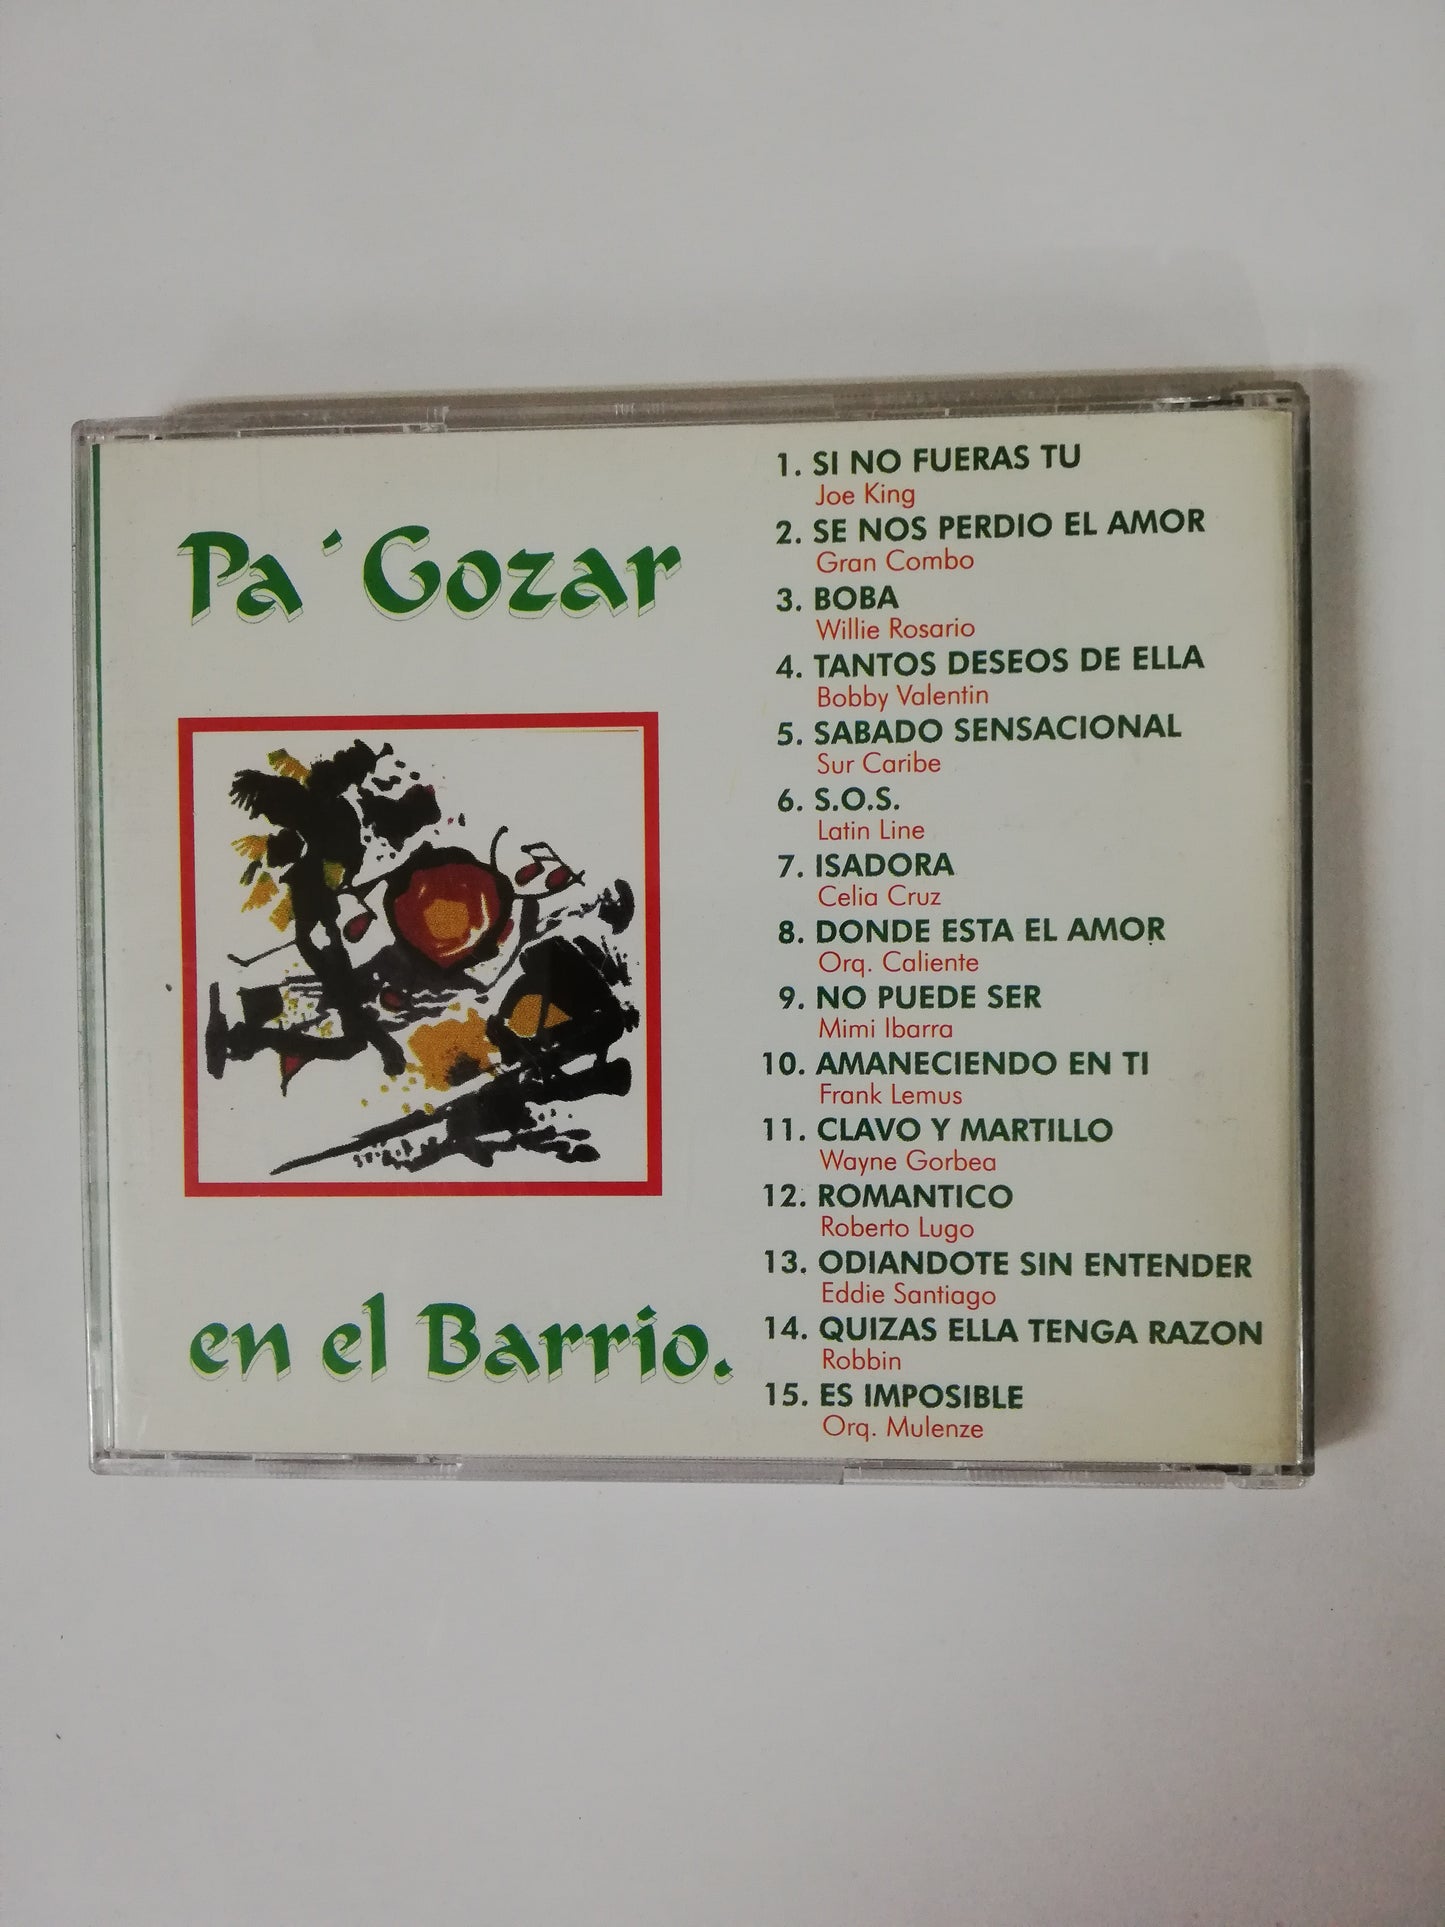 Pa´Gozar
en el Barrio.
1. SI NO FUERAS TU
Joe King
2. SE NOS PERDIO EL AMOR
Gran Combo
3. BOBA
Willie Rosario
4. TANTOS DESEOS DE ELLA
Bobby Valentin
5. SABADO SENSACIONAL
Sur Caribe
6. S.O.S.
Latin Line
7. ISADORA
Celia Cruz
8. DONDE ESTA EL AMOR
Orq. Caliente
9. NO PUEDE SER
Mimi Ibarra
10. AMANECIENDO EN TI
Frank Lemus
11. CLAVO Y MARTILLO
Wayne Gorbea
12. ROMANTICO
Roberto Lugo
13. ODIANDOTE SIN ENTENDER
Eddie Santiago
14. QUIZAS ELLA TENGA RAZON
Robbin
15. ES IMPOSIBLE
Orq. Mulenze